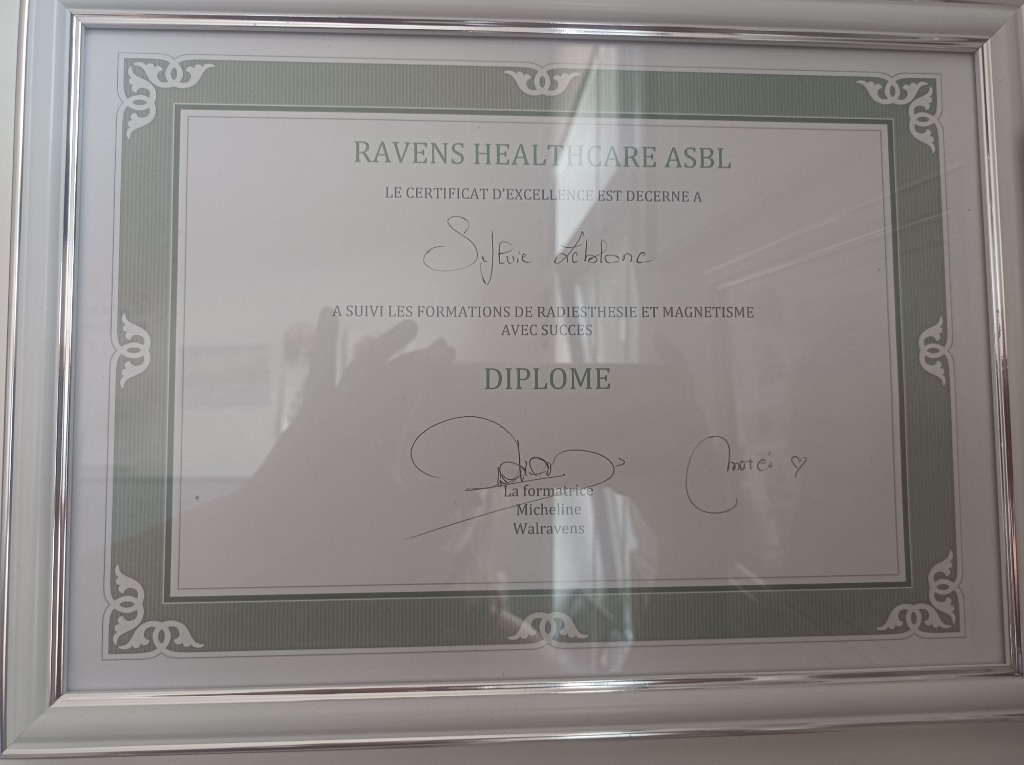 RAVENS HEALTHCARE ASBL
LE CERTIFICAT D'EXCELLENCE EST DECERNE A
Sylvie Leblanc
A SUIVI LES FORMATIONS DE RADIESTHESIE ET MAGNETISME
AVEC SUCCES
DIPLOME
La formatrice
Micheline
Walravens